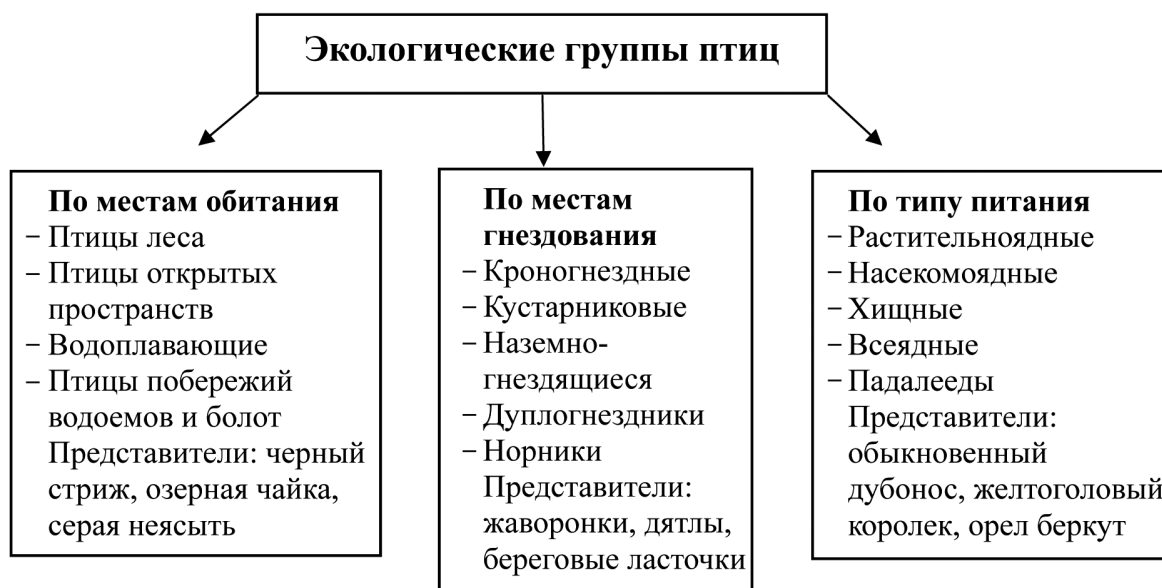 Экологические группы птиц
По местам обитания
– Птицы леса
– Птицы открытых
пространств
– Водоплавающие
– Птицы побережий
водоемов и болот
Представители: черный
стриж, озерная чайка,
серая неясыть
По местам
гнездования
– Кроногнездные
– Кустарниковые
– Наземно-
гнездящиеся
– Дуплогнездники
– Норники
Представители:
жаворонки, дятлы,
береговые ласточки
По типу питания
– Растительноядные
– Насекомоядные
– Хищные
– Всеядные
– Падалееды
Представители:
обыкновенный
дубонос, желтоголовый
королек, орел беркут